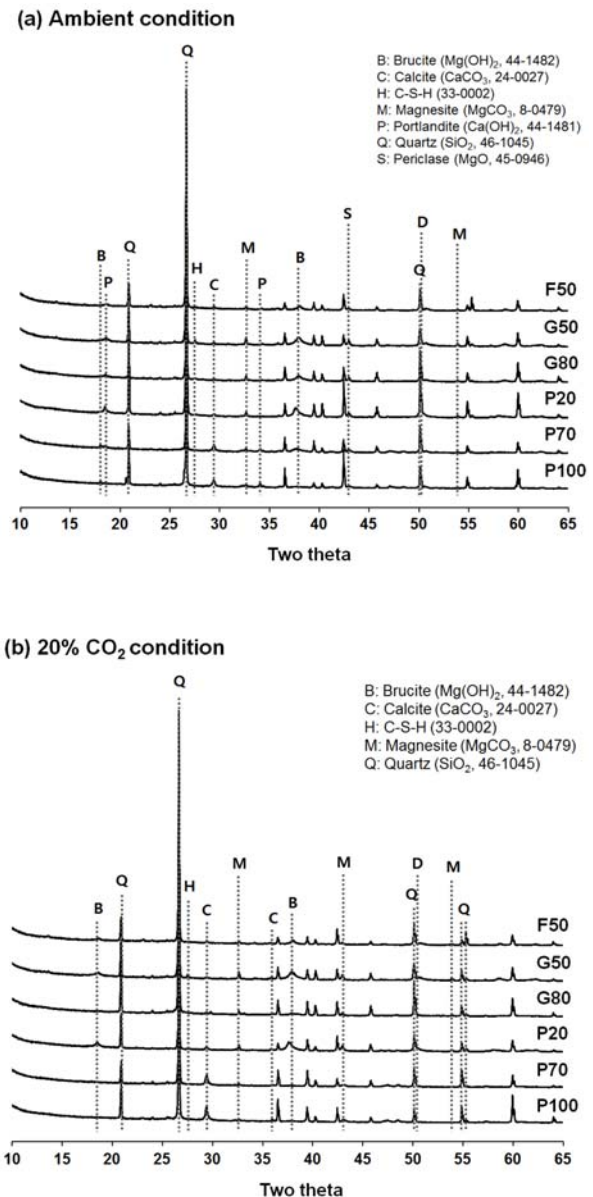 (a) Ambient condition
Q
B: Brucite (Mg(OH)₂, 44-1482)
C: Calcite (CaCO₃, 24-0027)
H: C-S-H (33-0002)
M: Magnesite (MgCO₃, 8-0479)
P: Portlandite (Ca(OH)₂, 44-1481)
Q: Quartz (SiO₂, 46-1045)
S: Periclase (MgO, 45-0946)
B P Q H C M P B S Q D M
F50
G50
G80
P20
P70
P100
10 15 20 25 30 35 40 45 50 55 60 65
Two theta
(b) 20% CO₂ condition
Q
B: Brucite (Mg(OH)₂, 44-1482)
C: Calcite (CaCO₃, 24-0027)
H: C-S-H (33-0002)
M: Magnesite (MgCO₃, 8-0479)
Q: Quartz (SiO₂, 46-1045)
B Q H C M C B M Q D M Q
F50
G50
G80
P20
P70
P100
10 15 20 25 30 35 40 45 50 55 60 65
Two theta